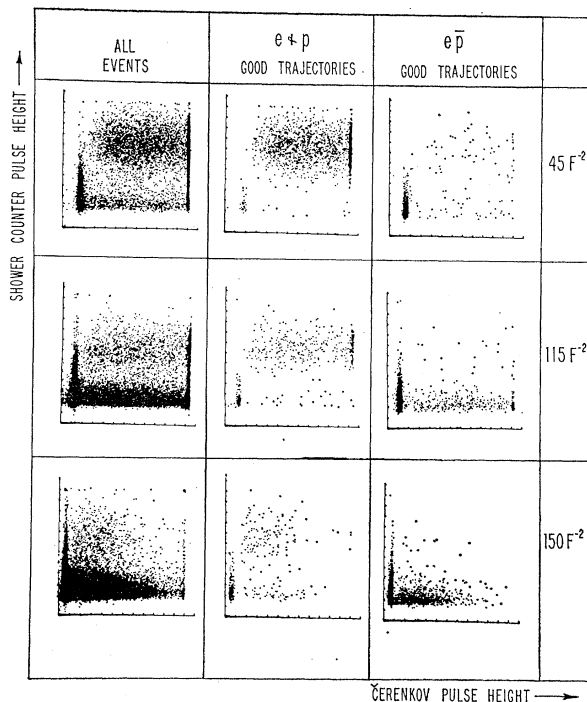 ALL
EVENTS
e & p
GOOD TRAJECTORIES
e p̅
GOOD TRAJECTORIES
SHOWER COUNTER PULSE HEIGHT →
45 F⁻²
115 F⁻²
150 F⁻²
ČERENKOV PULSE HEIGHT →